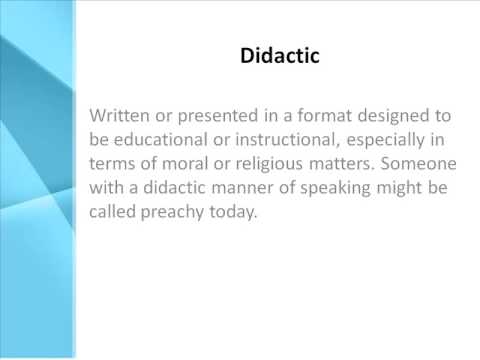 Didactic
Written or presented in a format designed to
be educational or instructional, especially in
terms of moral or religious matters. Someone
with a didactic manner of speaking might be
called preachy today.